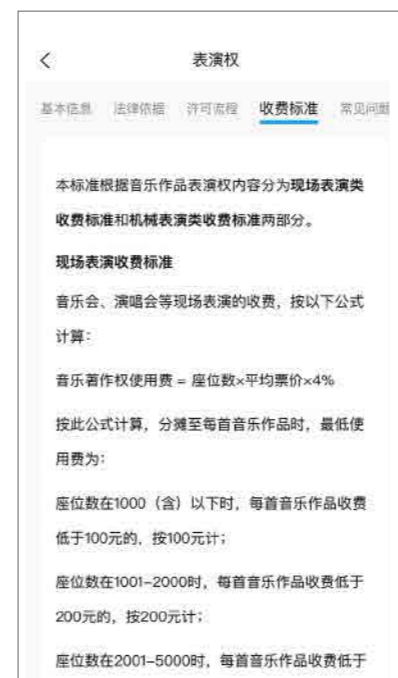 表演权
基本信息 法律依据 许可流程 收费标准 常见问题
本标准根据音乐作品表演权内容分为现场表演类
收费标准和机械表演类收费标准两部分。
现场表演收费标准
音乐会、演唱会等现场表演的收费，按以下公式
计算：
音乐著作权使用费 = 座位数×平均票价×4%
按此公式计算，分摊至每首音乐作品时，最低使
用费为：
座位数在1000（含）以下时，每首音乐作品收费
低于100元的，按100元计；
座位数在1001–2000时，每首音乐作品收费低于
200元的，按200元计；
座位数在2001–5000时，每首音乐作品收费低于